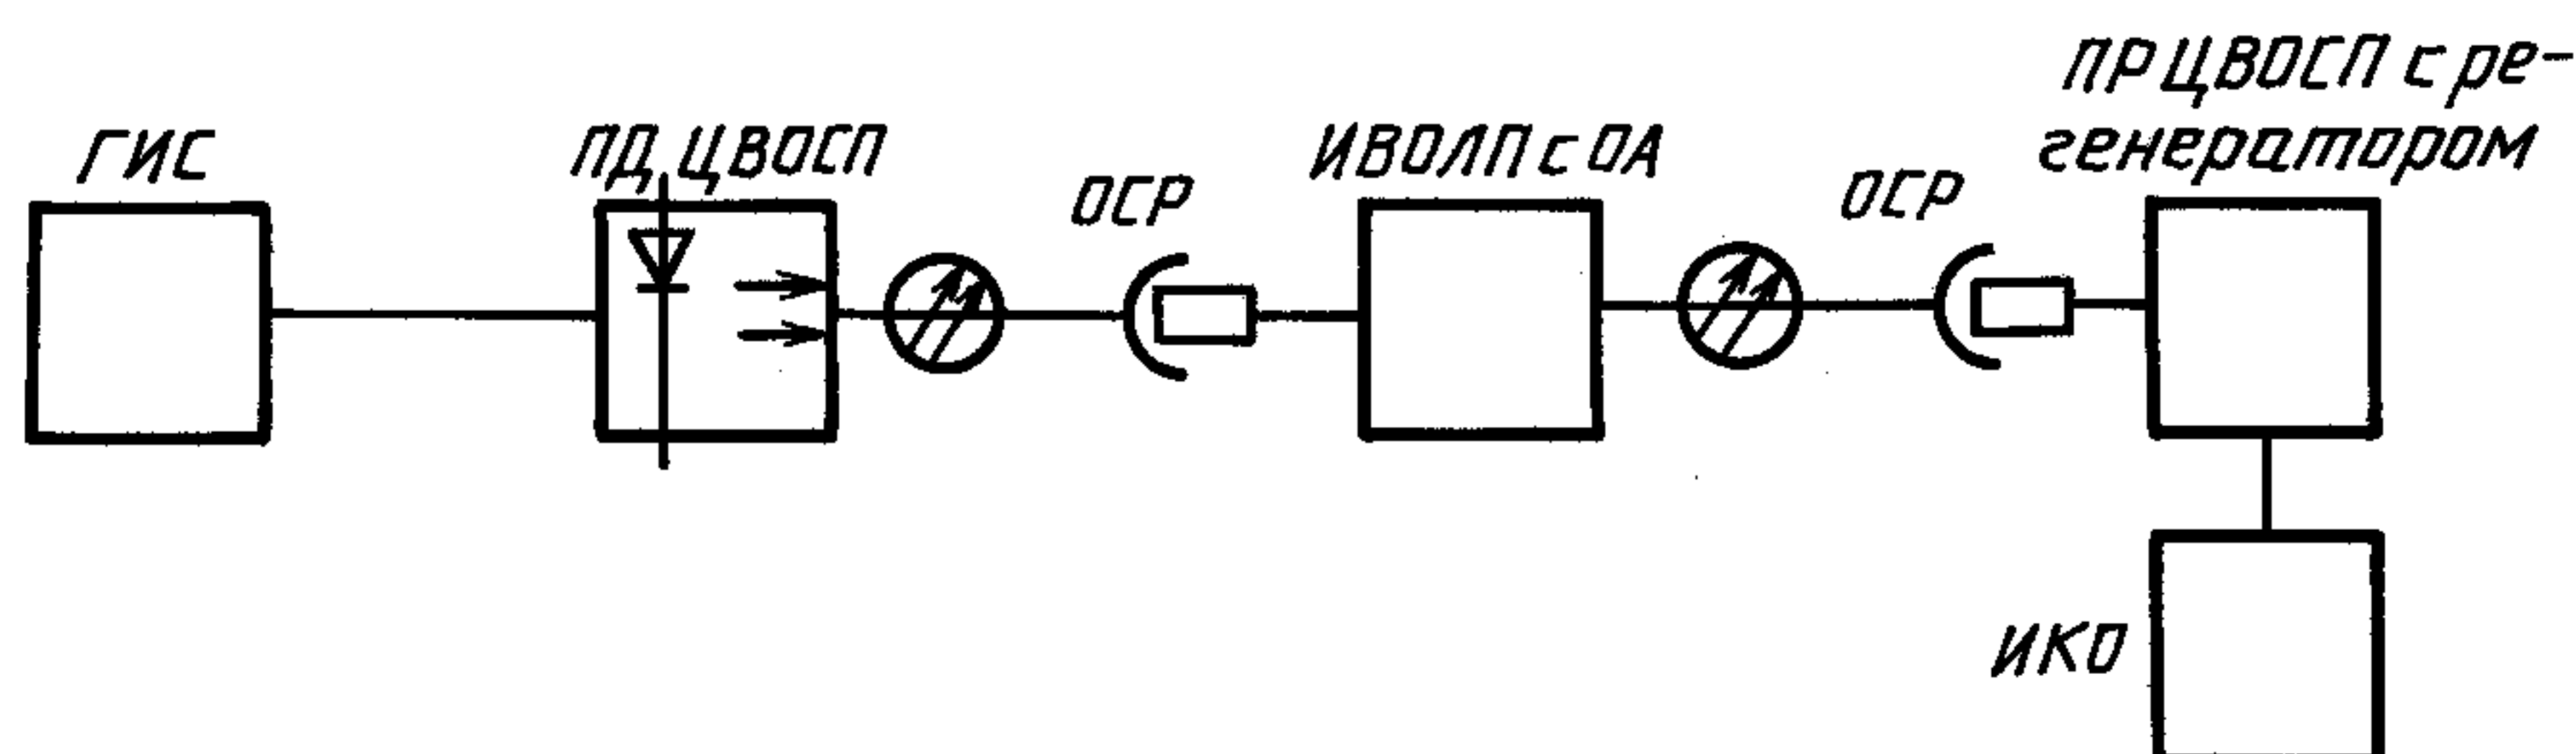 ГИС
ПД ЦВОСП
ОСР
ИВОЛП с ОА
ОСР
ПР ЦВОСП с ре-
генератором
ИКО